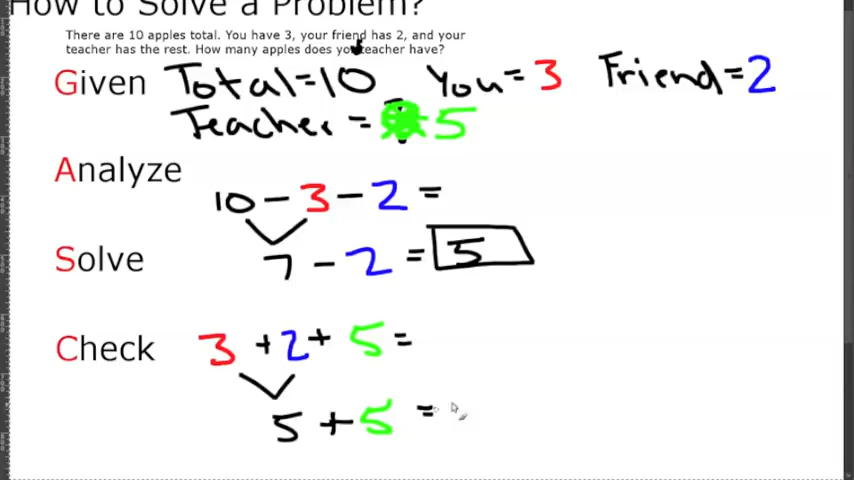 How to Solve a Problem?
There are 10 apples total. You have 3, your friend has 2, and your
teacher has the rest. How many apples does your teacher have?
Given Total=10 You=3 Friend=2
Teacher = 5
Analyze
10-3-2=
Solve 7-2=5
Check 3+2+5=
5+5=